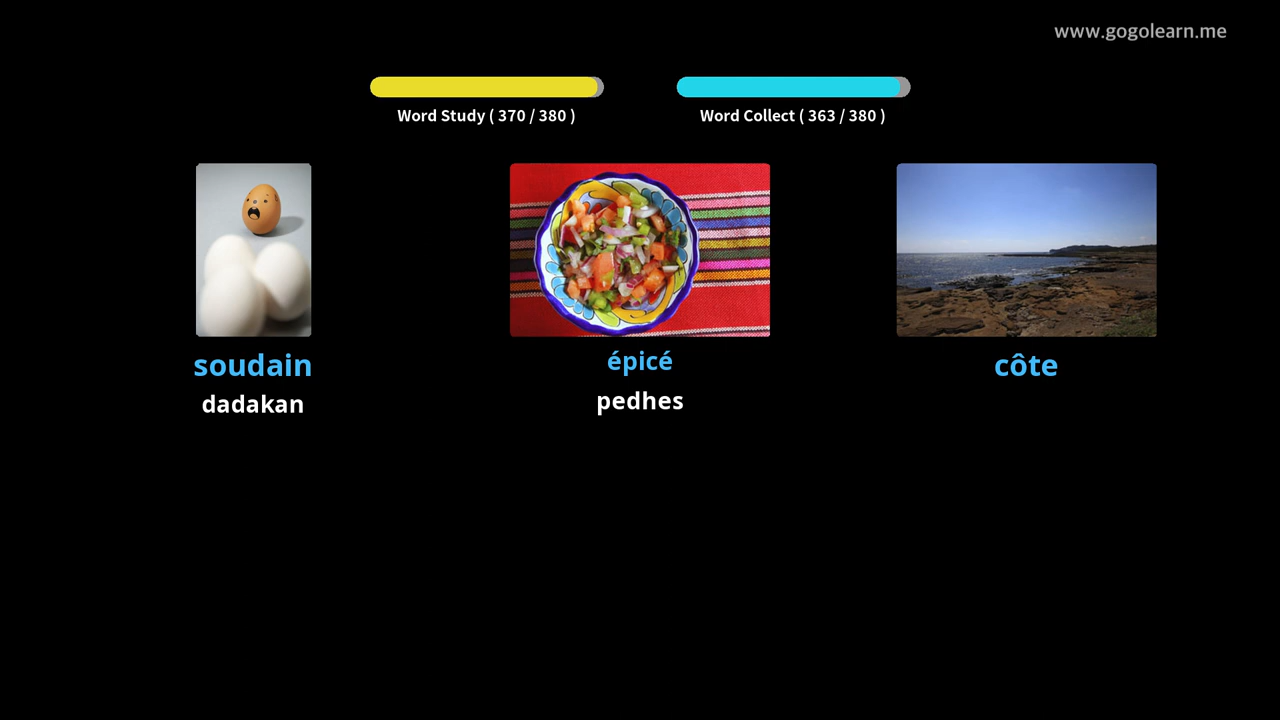 www.gogolearn.me
Word Study ( 370 / 380 )
Word Collect ( 363 / 380 )
soudain
dadakan
épicé
pedhes
côte